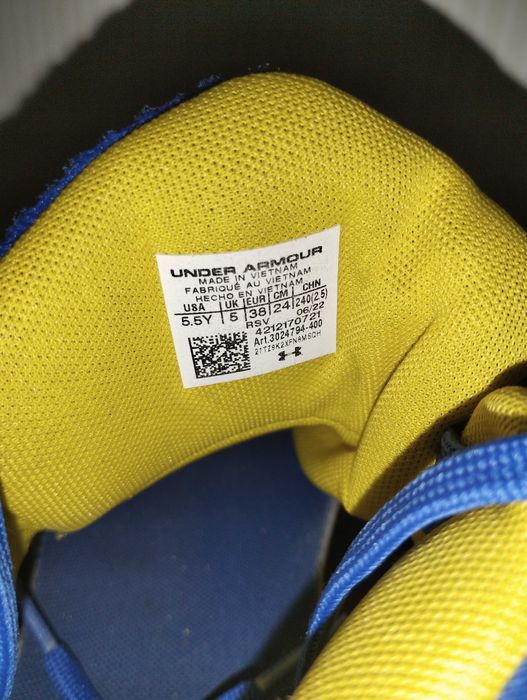 UNDER ARMOUR
MADE IN VIETNAM
FABRIQUÉ AU VIETNAM
HECHO EN VIETNAM
USA UK EUR CM CHN
5.5Y 5 38 24 240(2.5)
RSV 06/22
4212170721
Art.3024794-400